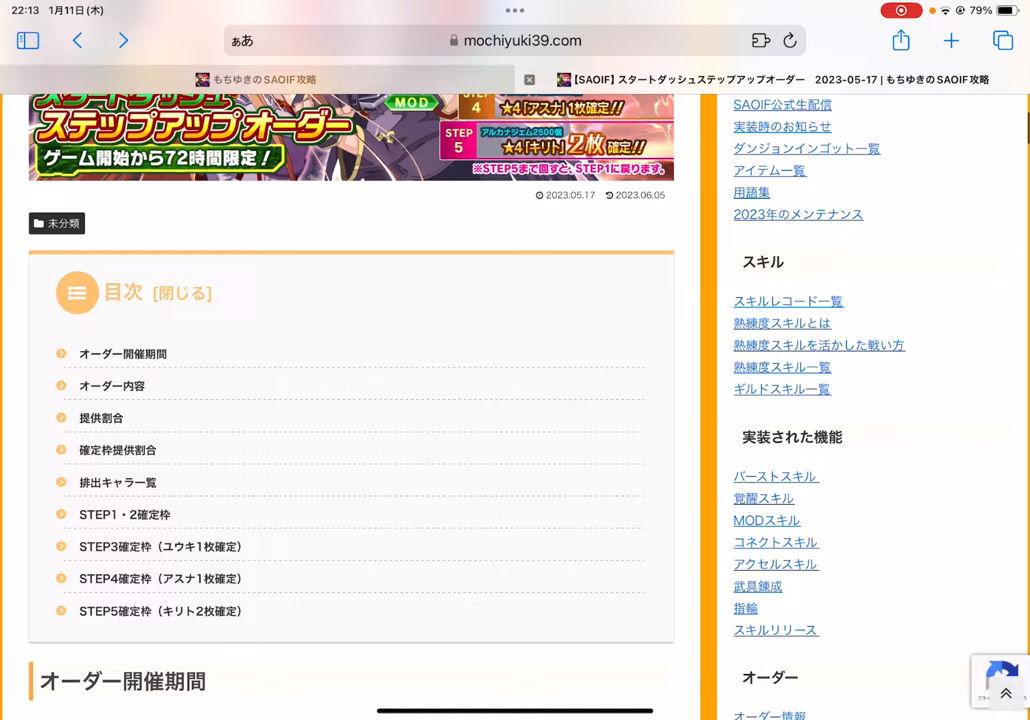 22:13 1月11日(木)
79%
ぁあ
mochiyuki39.com
もちゆきのSAOIF攻略
【SAOIF】スタートダッシュステップアップオーダー 2023-05-17 | もちゆきのSAOIF攻略
スタートダッシュ
MOD
ステップアップオーダー
ゲーム開始から72時間限定！
STEP
4
★4[アスナ]1枚確定!!
STEP
5
アルカナジェム2500個
★4[キリト]2枚確定!!
※STEP5まで回すと、STEP1に戻ります。
2023.05.17 2023.06.05
未分類
目次 [閉じる]
オーダー開催期間
オーダー内容
提供割合
確定枠提供割合
排出キャラ一覧
STEP1・2確定枠
STEP3確定枠（ユウキ1枚確定）
STEP4確定枠（アスナ1枚確定）
STEP5確定枠（キリト2枚確定）
オーダー開催期間
SAOIF公式生配信
実装時のお知らせ
ダンジョンインゴット一覧
アイテム一覧
用語集
2023年のメンテナンス
スキル
スキルレコード一覧
熟練度スキルとは
熟練度スキルを活かした戦い方
熟練度スキル一覧
ギルドスキル一覧
実装された機能
バーストスキル
覚醒スキル
MODスキル
コネクトスキル
アクセルスキル
武具錬成
指輪
スキルリリース
オーダー
オーダー情報